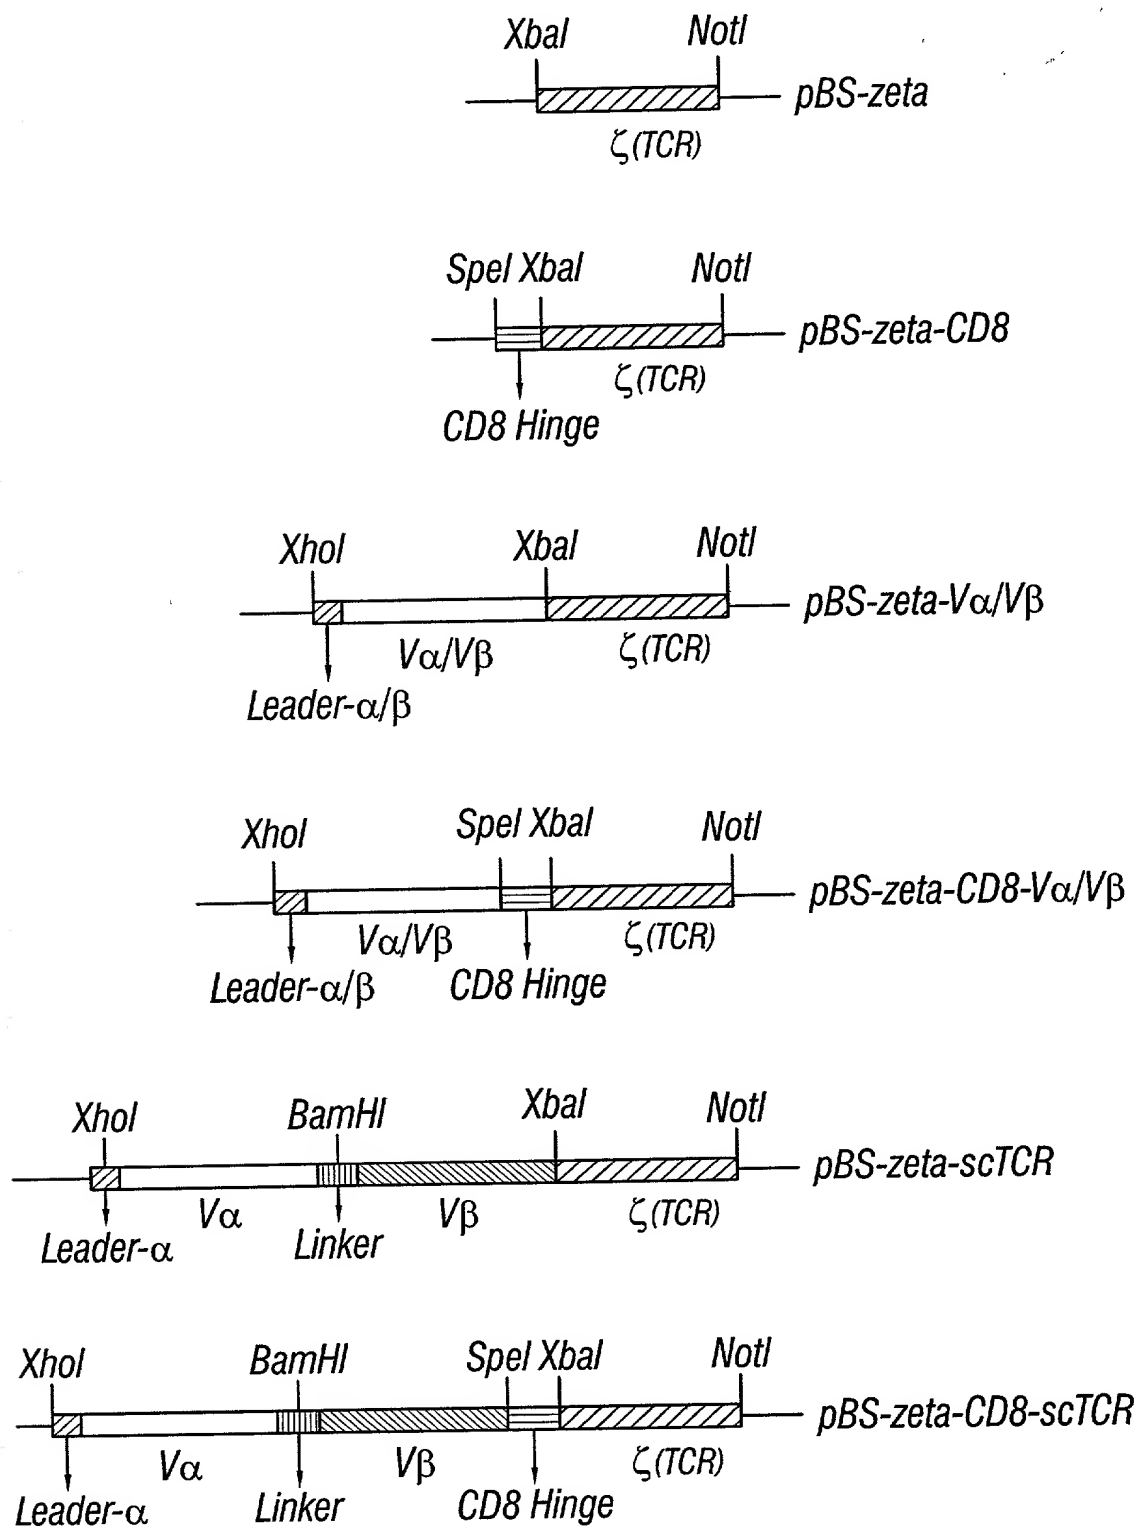 XbaI NotI
pBS-zeta
ζ(TCR)
SpeI XbaI NotI
pBS-zeta-CD8
ζ(TCR)
CD8 Hinge
XhoI XbaI NotI
pBS-zeta-Vα/Vβ
Vα/Vβ ζ(TCR)
Leader-α/β
XhoI SpeI XbaI NotI
pBS-zeta-CD8-Vα/Vβ
Vα/Vβ ζ(TCR)
Leader-α/β CD8 Hinge
XhoI BamHI XbaI NotI
pBS-zeta-scTCR
Vα Vβ ζ(TCR)
Leader-α Linker
XhoI BamHI SpeI XbaI NotI
pBS-zeta-CD8-scTCR
Vα Vβ ζ(TCR)
Leader-α Linker CD8 Hinge